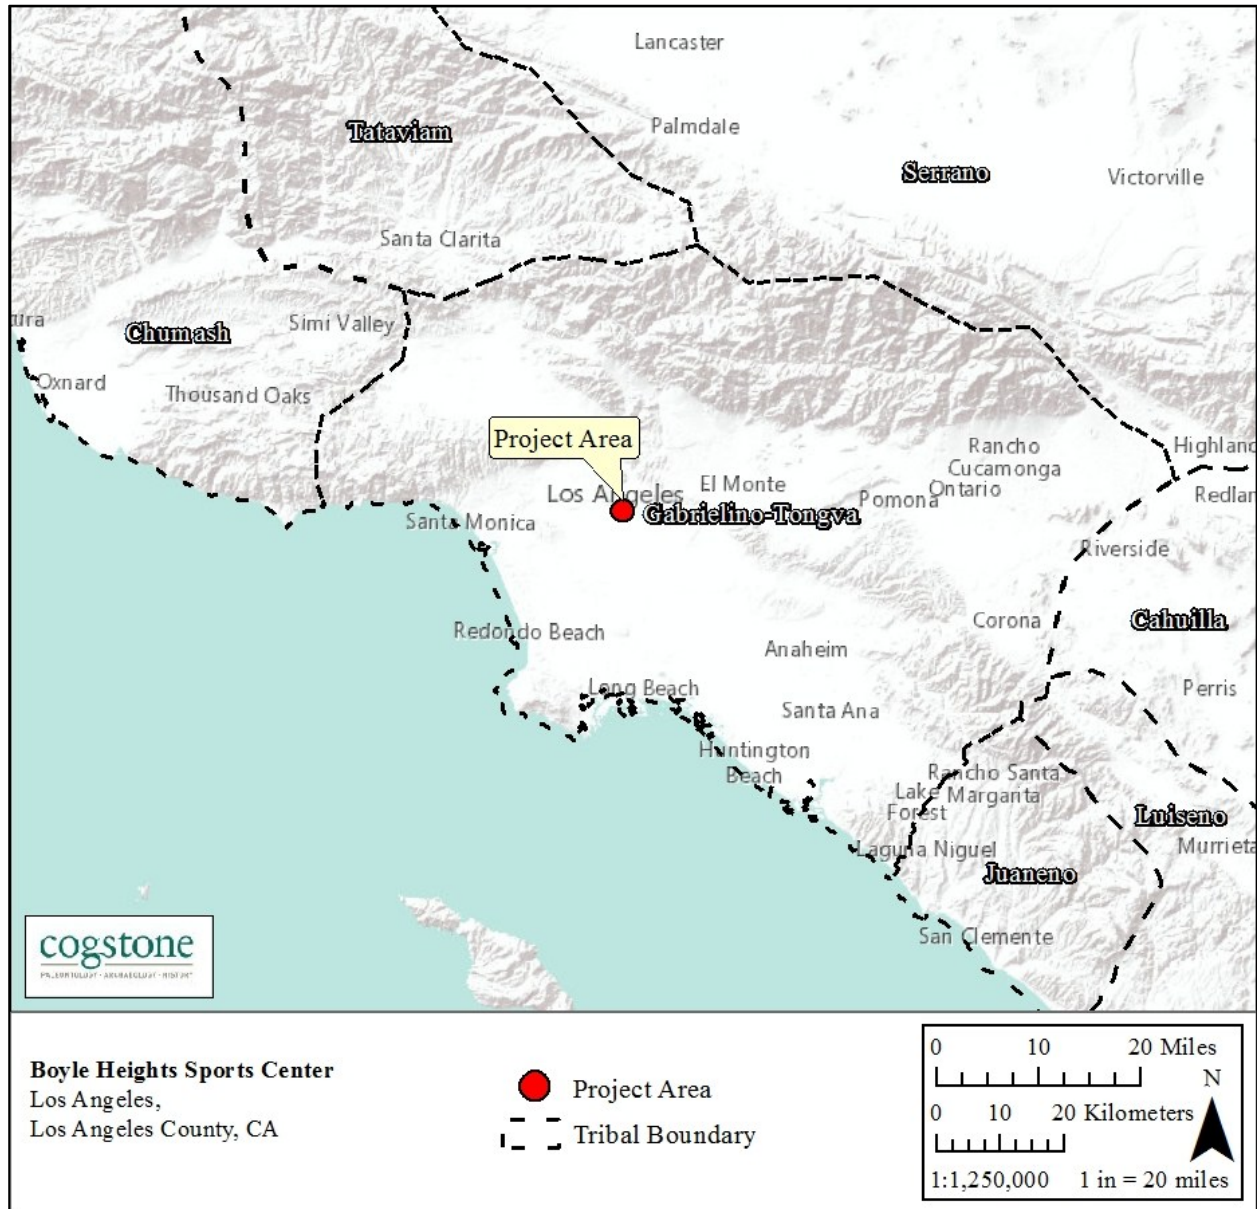 Lancaster
Tataviam
Palmdale
Serrano
Victorville
Santa Clarita
ura
Chumash
Simi Valley
Oxnard
Thousand Oaks
Project Area
Rancho
Cucamonga
Highland
Los Angeles
El Monte
Pomona
Ontario
Redlan
Santa Monica
Gabrielino-Tongva
Riverside
Redondo Beach
Corona
Cahuilla
Anaheim
Long Beach
Perris
Santa Ana
Huntington
Beach
Rancho Santa
Margarita
Lake
Forest
Luiseno
Laguna Niguel
Murrieta
Juaneno
San Clemente
cogstone
PALEONTOLOGY · ARCHAEOLOGY · HISTORY
Boyle Heights Sports Center
Los Angeles,
Los Angeles County, CA
Project Area
Tribal Boundary
0 10 20 Miles
N
0 10 20 Kilometers
1:1,250,000 1 in = 20 miles